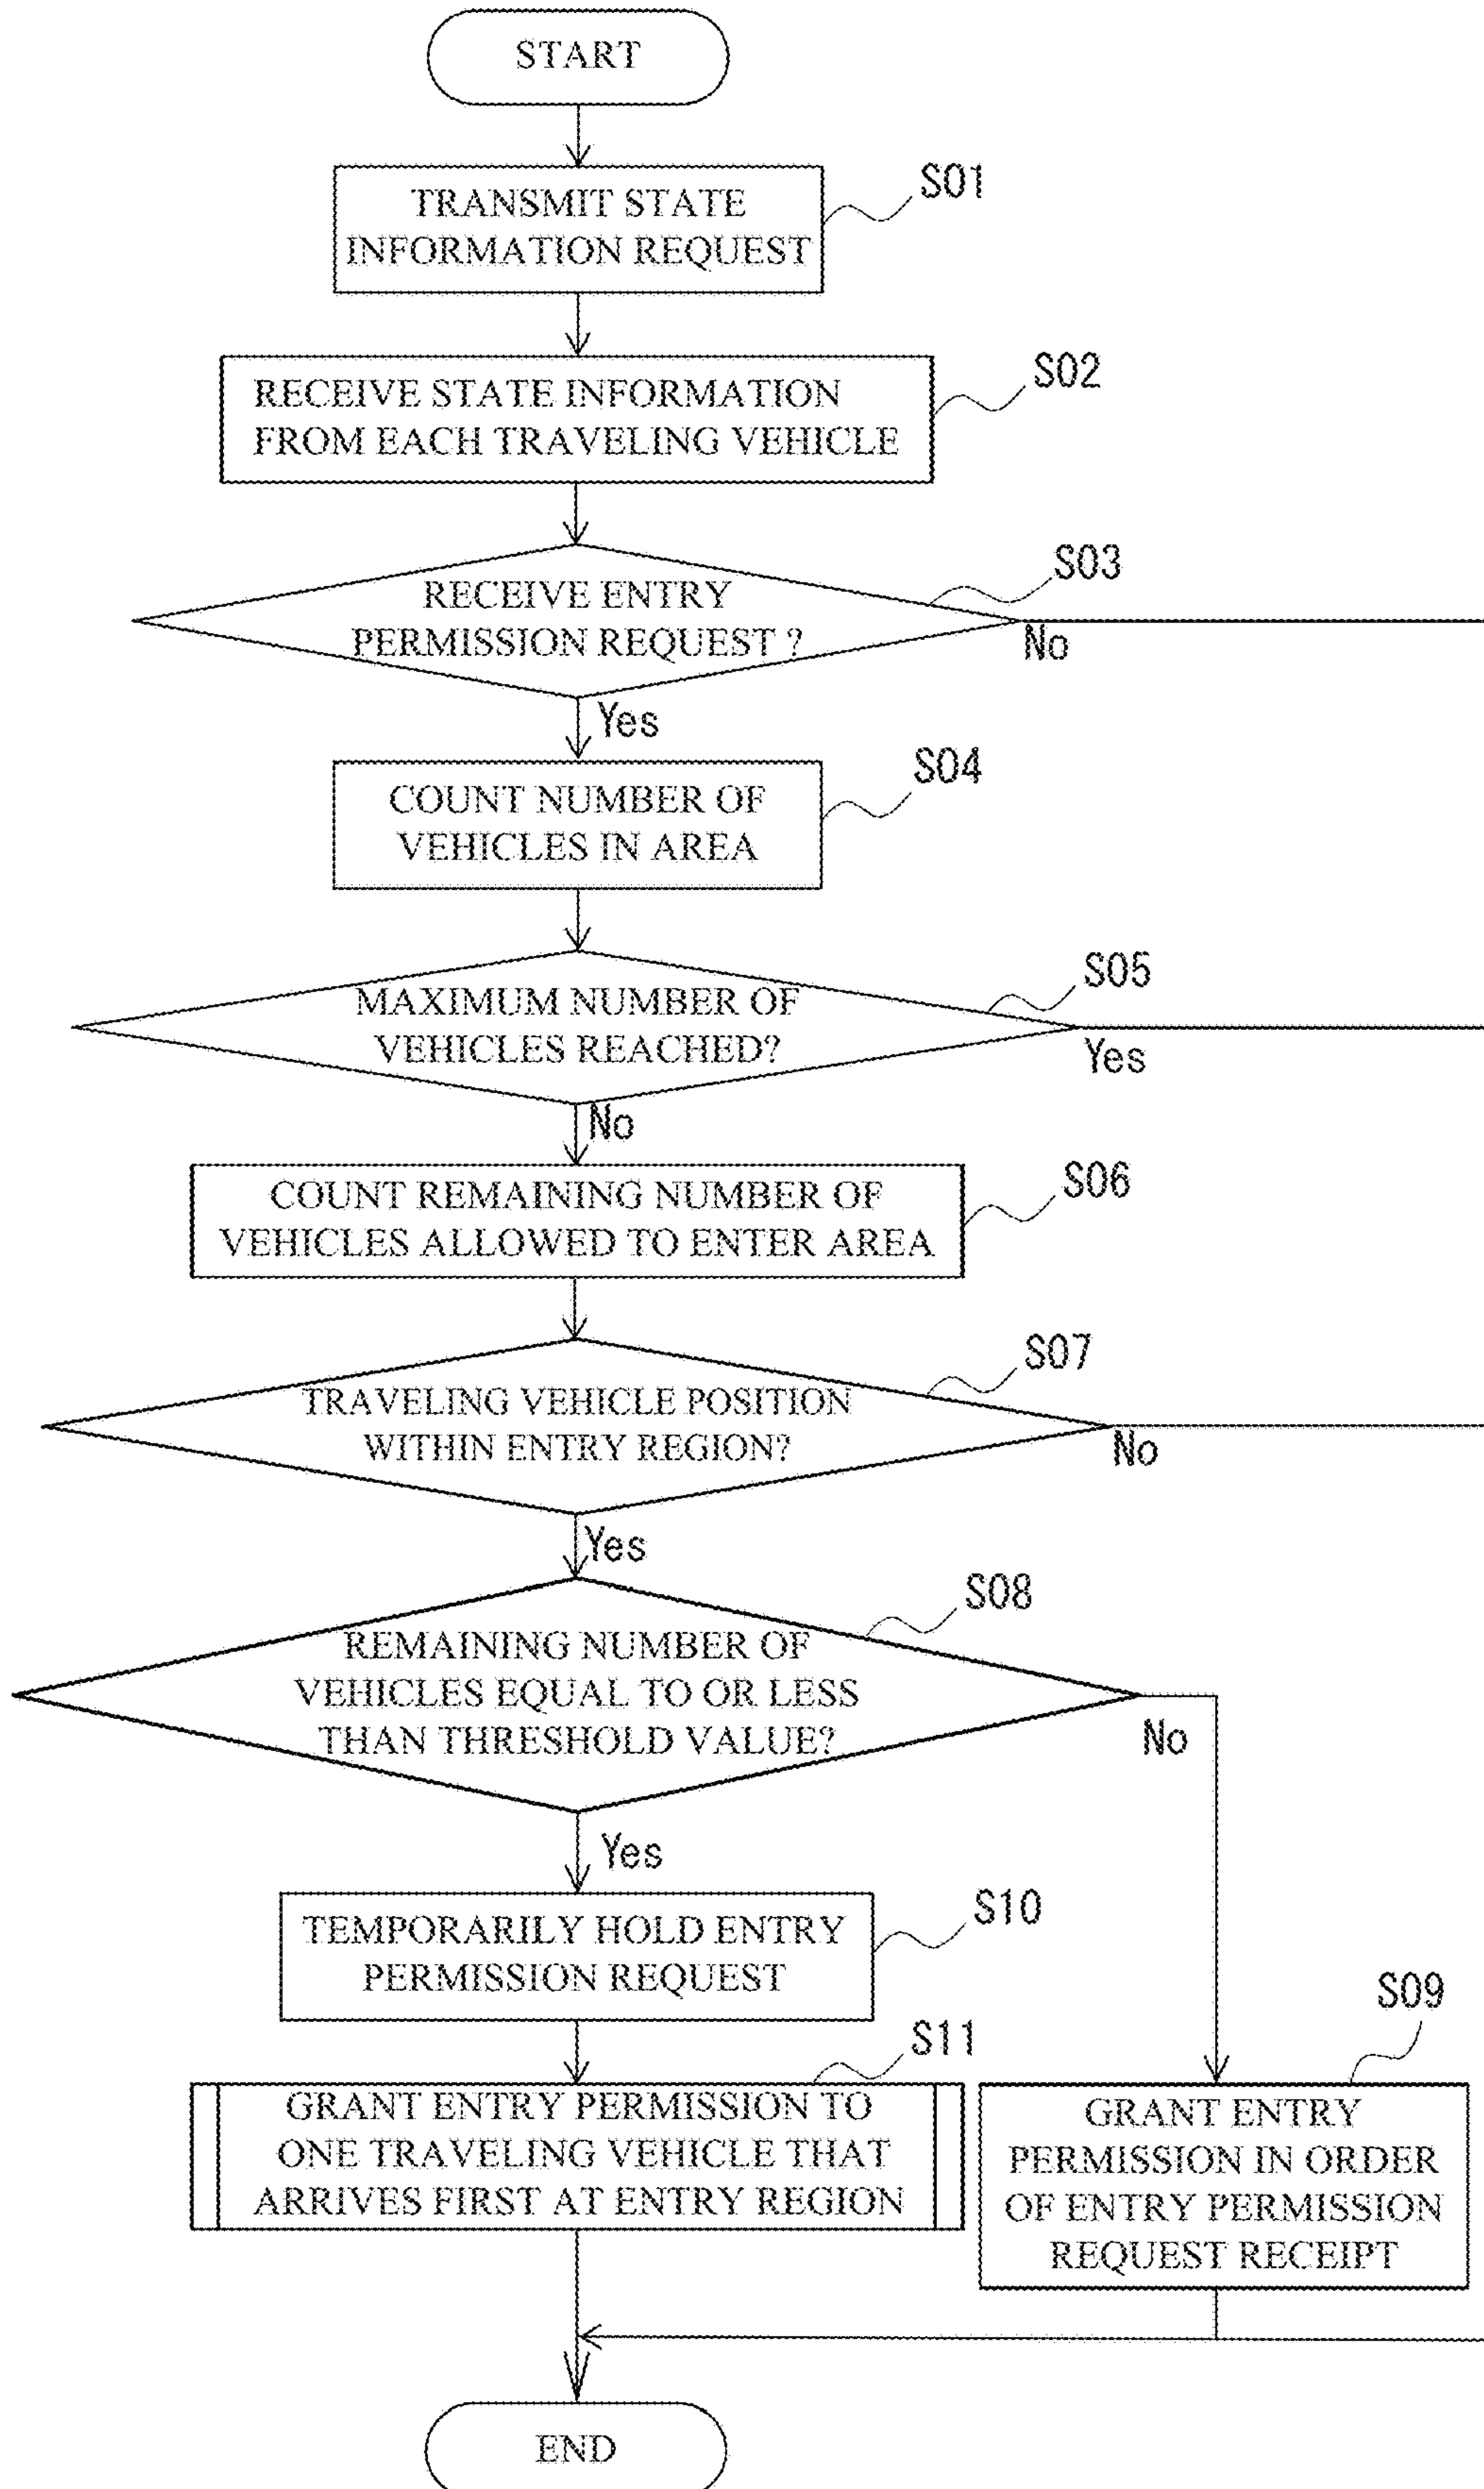 START
S01
TRANSMIT STATE
INFORMATION REQUEST
S02
RECEIVE STATE INFORMATION
FROM EACH TRAVELING VEHICLE
S03
RECEIVE ENTRY
PERMISSION REQUEST ?
No
Yes
S04
COUNT NUMBER OF
VEHICLES IN AREA
S05
MAXIMUM NUMBER OF
VEHICLES REACHED?
Yes
No
S06
COUNT REMAINING NUMBER OF
VEHICLES ALLOWED TO ENTER AREA
S07
TRAVELING VEHICLE POSITION
WITHIN ENTRY REGION?
No
Yes
S08
REMAINING NUMBER OF
VEHICLES EQUAL TO OR LESS
THAN THRESHOLD VALUE?
No
Yes
S10
TEMPORARILY HOLD ENTRY
PERMISSION REQUEST
S11
GRANT ENTRY PERMISSION TO
ONE TRAVELING VEHICLE THAT
ARRIVES FIRST AT ENTRY REGION
S09
GRANT ENTRY
PERMISSION IN ORDER
OF ENTRY PERMISSION
REQUEST RECEIPT
END